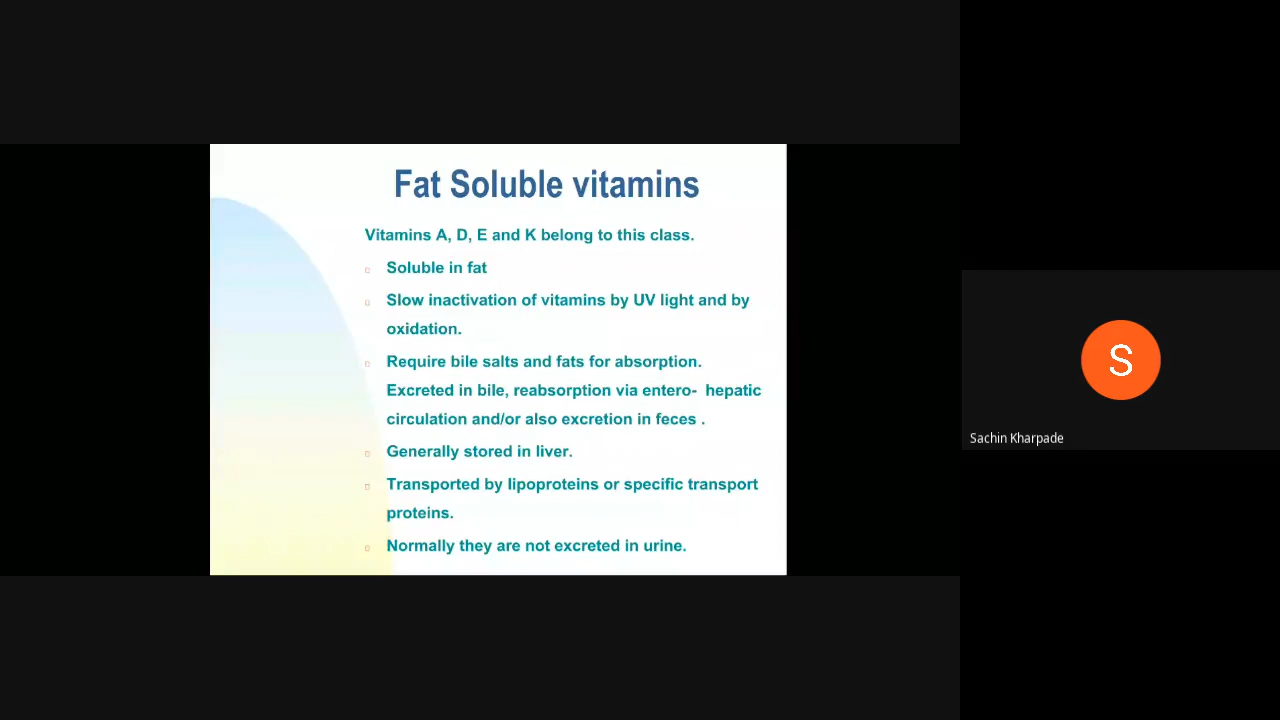 Fat Soluble vitamins
Vitamins A, D, E and K belong to this class.
Soluble in fat
Slow inactivation of vitamins by UV light and by
oxidation.
Require bile salts and fats for absorption.
Excreted in bile, reabsorption via entero- hepatic
circulation and/or also excretion in feces .
Generally stored in liver.
Transported by lipoproteins or specific transport
proteins.
Normally they are not excreted in urine.
S
Sachin Kharpade